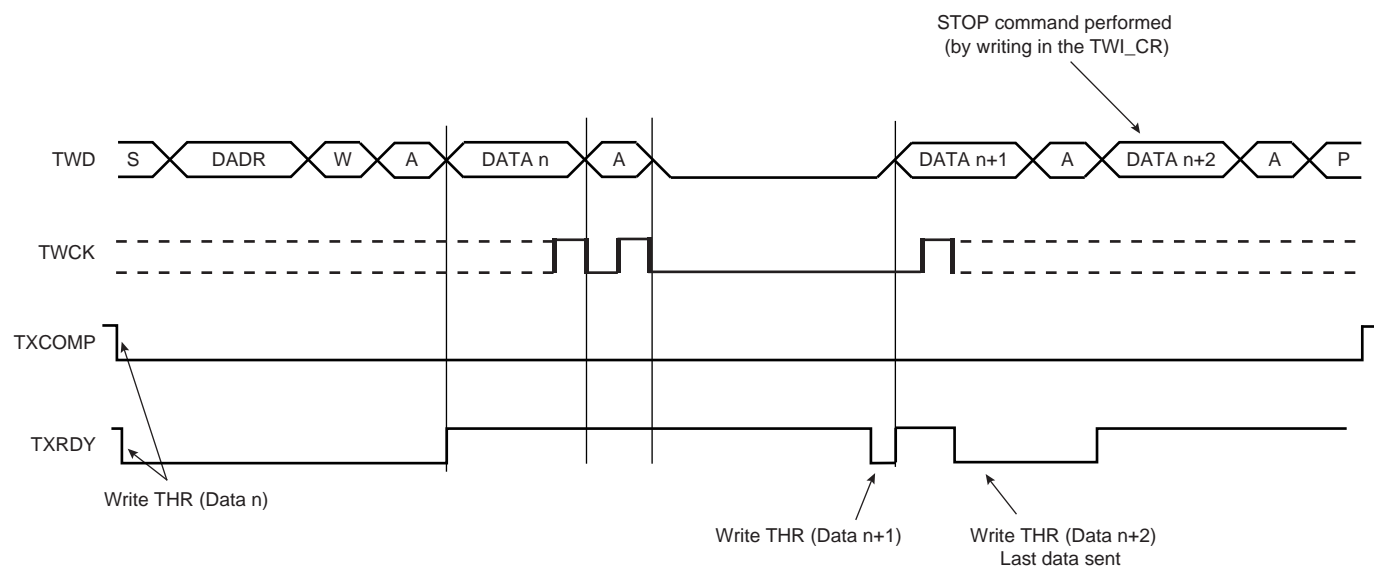 STOP command performed
(by writing in the TWI_CR)
TWD S DADR W A DATA n A DATA n+1 A DATA n+2 A P
TWCK
TXCOMP
TXRDY
Write THR (Data n)
Write THR (Data n+1)
Write THR (Data n+2)
Last data sent